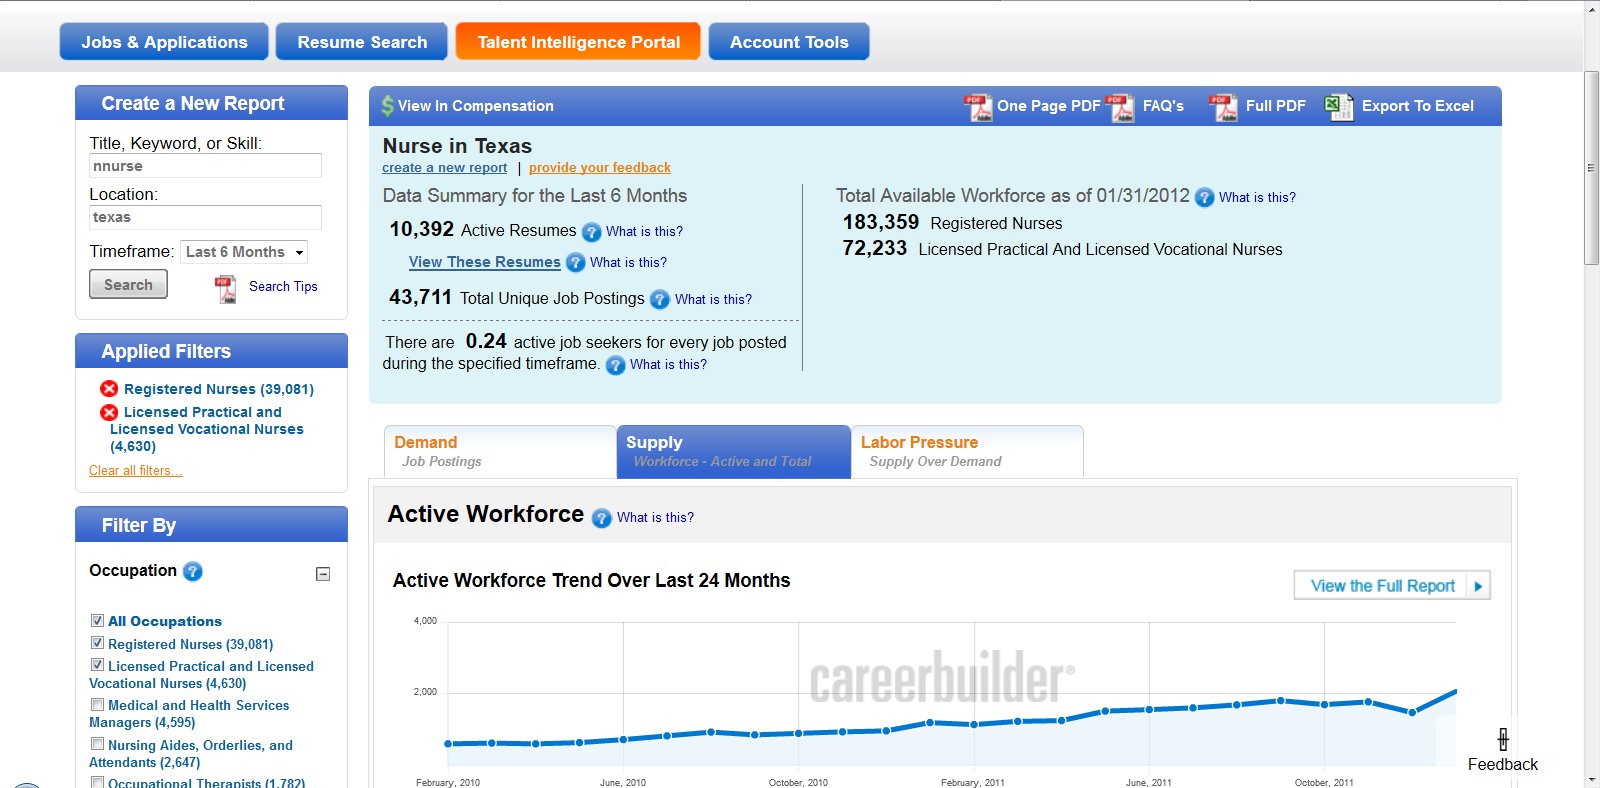 Jobs & Applications
Resume Search
Talent Intelligence Portal
Account Tools
Create a New Report
Title, Keyword, or Skill:
nnurse
Location:
texas
Timeframe: Last 6 Months
Search
Search Tips
Applied Filters
Registered Nurses (39,081)
Licensed Practical and
Licensed Vocational Nurses
(4,630)
Clear all filters...
Filter By
Occupation
All Occupations
Registered Nurses (39,081)
Licensed Practical and Licensed
Vocational Nurses (4,630)
Medical and Health Services
Managers (4,595)
Nursing Aides, Orderlies, and
Attendants (2,647)
Occupational Therapists (1,782)
$ View In Compensation
One Page PDF
FAQ's
Full PDF
Export To Excel
Nurse in Texas
create a new report | provide your feedback
Data Summary for the Last 6 Months
10,392 Active Resumes ? What is this?
View These Resumes ? What is this?
43,711 Total Unique Job Postings ? What is this?
There are 0.24 active job seekers for every job posted
during the specified timeframe. ? What is this?
Total Available Workforce as of 01/31/2012 ? What is this?
183,359 Registered Nurses
72,233 Licensed Practical And Licensed Vocational Nurses
Demand
Job Postings
Supply
Workforce - Active and Total
Labor Pressure
Supply Over Demand
Active Workforce ? What is this?
Active Workforce Trend Over Last 24 Months
View the Full Report
4,000
2,000
careerbuilder®
February, 2010
June, 2010
October, 2010
February, 2011
June, 2011
October, 2011
Feedback